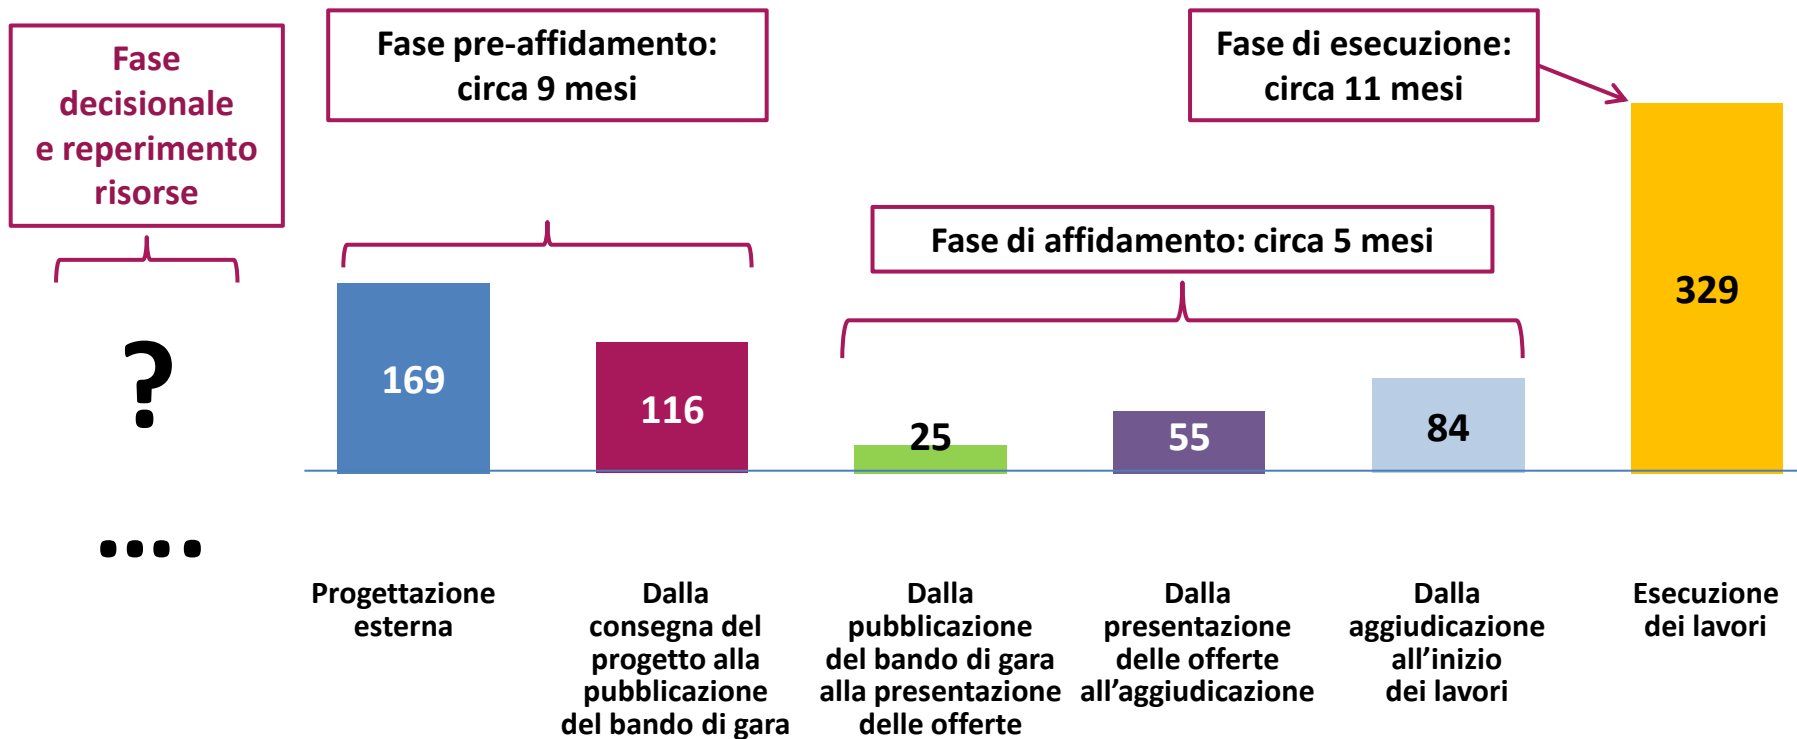 Fase
decisionale
e reperimento
risorse
?
....
Fase pre-affidamento:
circa 9 mesi
Fase di affidamento: circa 5 mesi
Fase di esecuzione:
circa 11 mesi
169
116
25
55
84
329
Progettazione
esterna
Dalla
consegna del
progetto alla
pubblicazione
del bando di gara
Dalla
pubblicazione
del bando di gara
alla presentazione
delle offerte
Dalla
presentazione
delle offerte
all’aggiudicazione
Dalla
aggiudicazione
all’inizio
dei lavori
Esecuzione
dei lavori